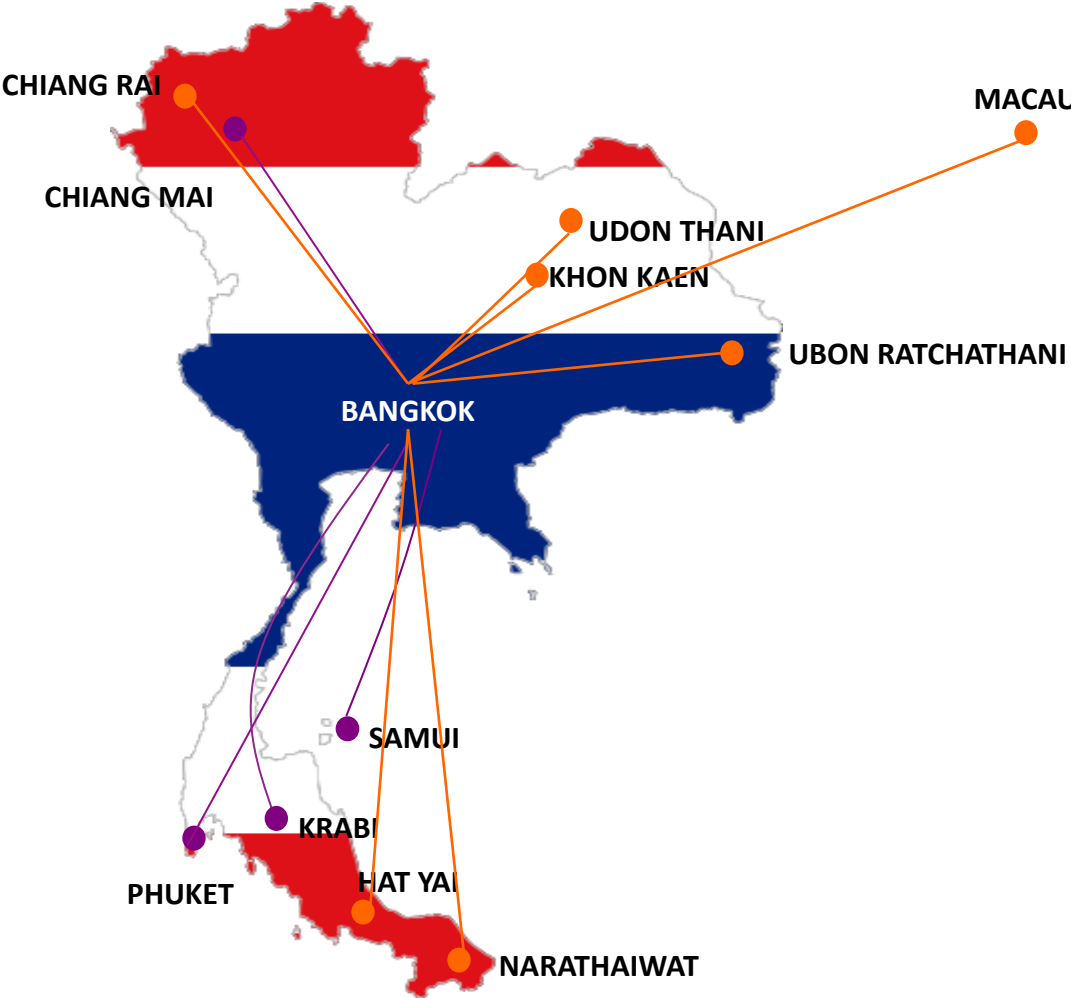 CHIANG RAI
MACAU
CHIANG MAI
UDON THANI
KHON KAEN
UBON RATCHATHANI
BANGKOK
SAMUI
KRABI
HAT YAI
PHUKET
NARATHAIWAT